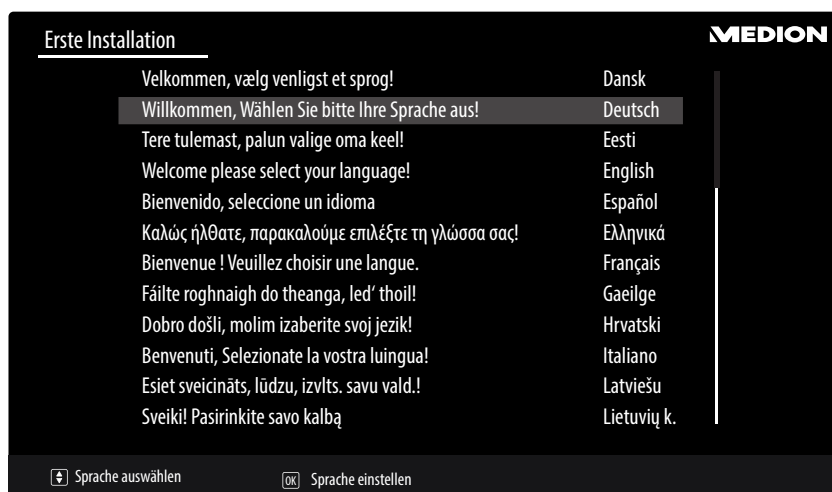 Erste Installation
MEDION
Velkommen, vælg venligst et sprog! Dansk
Willkommen, Wählen Sie bitte Ihre Sprache aus! Deutsch
Tere tulemast, palun valige oma keel! Eesti
Welcome please select your language! English
Bienvenido, seleccione un idioma Español
Καλώς ήλθατε, παρακαλούμε επιλέξτε τη γλώσσα σας! Ελληνικά
Bienvenue ! Veuillez choisir une langue. Français
Fáilte roghnaigh do theanga, led‘ thoil! Gaeilge
Dobro došli, molim izaberite svoj jezik! Hrvatski
Benvenuti, Selezionate la vostra luingua! Italiano
Esiet sveicināts, lūdzu, izvlts. savu vald.! Latviešu
Sveiki! Pasirinkite savo kalbą Lietuvių k.
Sprache auswählen OK Sprache einstellen